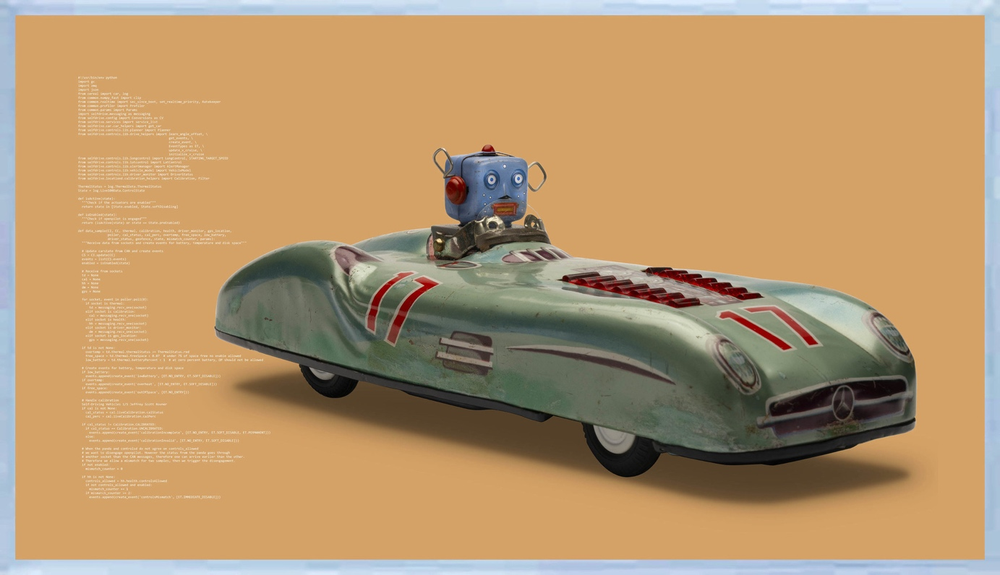 #!/usr/bin/env python
import gc
import zmq
import json
from cereal import car, log
from common.numpy_fast import clip
from common.realtime import sec_since_boot, set_realtime_priority, Ratekeeper
from common.profiler import Profiler
from common.params import Params
import selfdrive.messaging as messaging
from selfdrive.config import Conversions as CV
from selfdrive.services import service_list
from selfdrive.car.car_helpers import get_car
from selfdrive.controls.lib.planner import Planner
from selfdrive.controls.lib.drive_helpers import learn_angle_offset, \
get_events, \
create_event, \
EventTypes as ET, \
update_v_cruise, \
initialize_v_cruise
from selfdrive.controls.lib.longcontrol import LongControl, STARTING_TARGET_SPEED
from selfdrive.controls.lib.latcontrol import LatControl
from selfdrive.controls.lib.alertmanager import AlertManager
from selfdrive.controls.lib.vehicle_model import VehicleModel
from selfdrive.controls.lib.driver_monitor import DriverStatus
from selfdrive.locationd.calibration_helpers import Calibration, Filter
ThermalStatus = log.ThermalData.ThermalStatus
State = log.Live100Data.ControlState
def isActive(state):
"""Check if the actuators are enabled"""
return state in [State.enabled, State.softDisabling]
def isEnabled(state):
"""Check if openpilot is engaged"""
return (isActive(state) or state == State.preEnabled)
def data_sample(CI, CC, thermal, calibration, health, driver_monitor, gps_location,
poller, cal_status, cal_perc, overtemp, free_space, low_battery,
driver_status, geofence, state, mismatch_counter, params):
"""Receive data from sockets and create events for battery, temperature and disk space"""
# Update carstate from CAN and create events
CS = CI.update(CC)
events = list(CS.events)
enabled = isEnabled(state)
# Receive from sockets
td = None
cal = None
hh = None
dm = None
gps = None
for socket, event in poller.poll(0):
if socket is thermal:
td = messaging.recv_one(socket)
elif socket is calibration:
cal = messaging.recv_one(socket)
elif socket is health:
hh = messaging.recv_one(socket)
elif socket is driver_monitor:
dm = messaging.recv_one(socket)
elif socket is gps_location:
gps = messaging.recv_one(socket)
if td is not None:
overtemp = td.thermal.thermalStatus >= ThermalStatus.red
free_space = td.thermal.freeSpace < 0.07 # under 7% of space free no enable allowed
low_battery = td.thermal.batteryPercent < 1 # at zero percent battery, OP should not be allowed
# Create events for battery, temperature and disk space
if low_battery:
events.append(create_event('lowBattery', [ET.NO_ENTRY, ET.SOFT_DISABLE]))
if overtemp:
events.append(create_event('overheat', [ET.NO_ENTRY, ET.SOFT_DISABLE]))
if free_space:
events.append(create_event('outOfSpace', [ET.NO_ENTRY]))
# Handle calibration
Self-Driving Vehicles 1/5 Jeffrey Scott Roemer
if cal is not None:
cal_status = cal.liveCalibration.calStatus
cal_perc = cal.liveCalibration.calPerc
if cal_status != Calibration.CALIBRATED:
if cal_status == Calibration.UNCALIBRATED:
events.append(create_event('calibrationIncomplete', [ET.NO_ENTRY, ET.SOFT_DISABLE, ET.PERMANENT]))
else:
events.append(create_event('calibrationInvalid', [ET.NO_ENTRY, ET.SOFT_DISABLE]))
# When the panda and controlsd do not agree on controls_allowed
# we want to disengage openpilot. However the status from the panda goes through
# another socket than the CAN messages, therefore one can arrive earlier than the other.
# Therefore we allow a mismatch for two samples, then we trigger the disengagement.
if not enabled:
mismatch_counter = 0
if hh is not None:
controls_allowed = hh.health.controlsAllowed
if not controls_allowed and enabled:
mismatch_counter += 1
if mismatch_counter >= 2:
events.append(create_event('controlsMismatch', [ET.IMMEDIATE_DISABLE]))
17
17